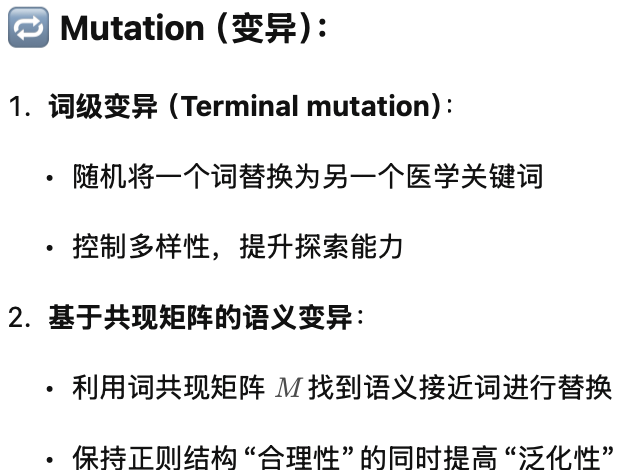 🔁 Mutation（变异）：
1. 词级变异（Terminal mutation）：
• 随机将一个词替换为另一个医学关键词
• 控制多样性，提升探索能力
2. 基于共现矩阵的语义变异：
• 利用词共现矩阵 M 找到语义接近词进行替换
• 保持正则结构“合理性”的同时提高“泛化性”